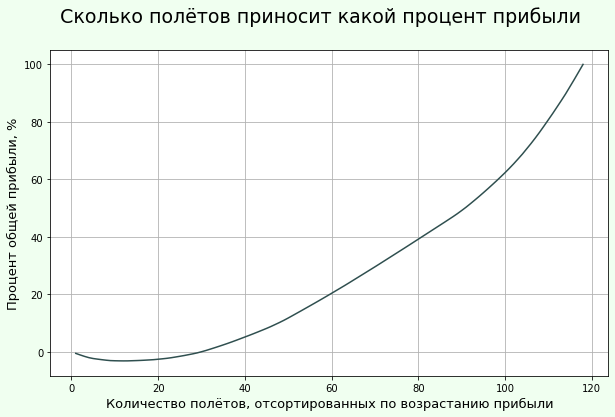 Сколько полётов приносит какой процент прибыли
Процент общей прибыли, %
100
80
60
40
20
0
0 20 40 60 80 100 120
Количество полётов, отсортированных по возрастанию прибыли